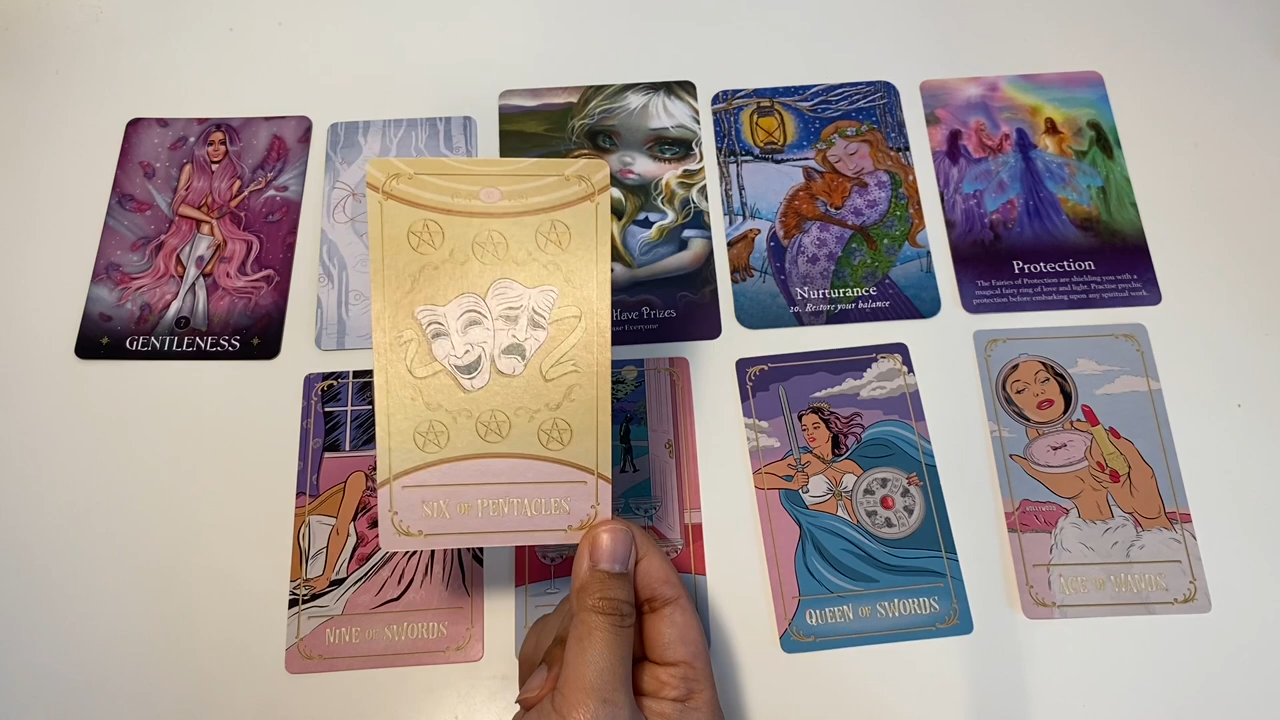 7
GENTLENESS
Have Prizes
Nurturance
20. Restore your balance
Protection
The Fairies of Protection are shielding you with a
magical fairy ring of love and light. Practise psychic
protection before embarking upon any spiritual work.
SIX OF PENTACLES
NINE OF SWORDS
QUEEN OF SWORDS
HOLLYWOOD
ACE OF WANDS